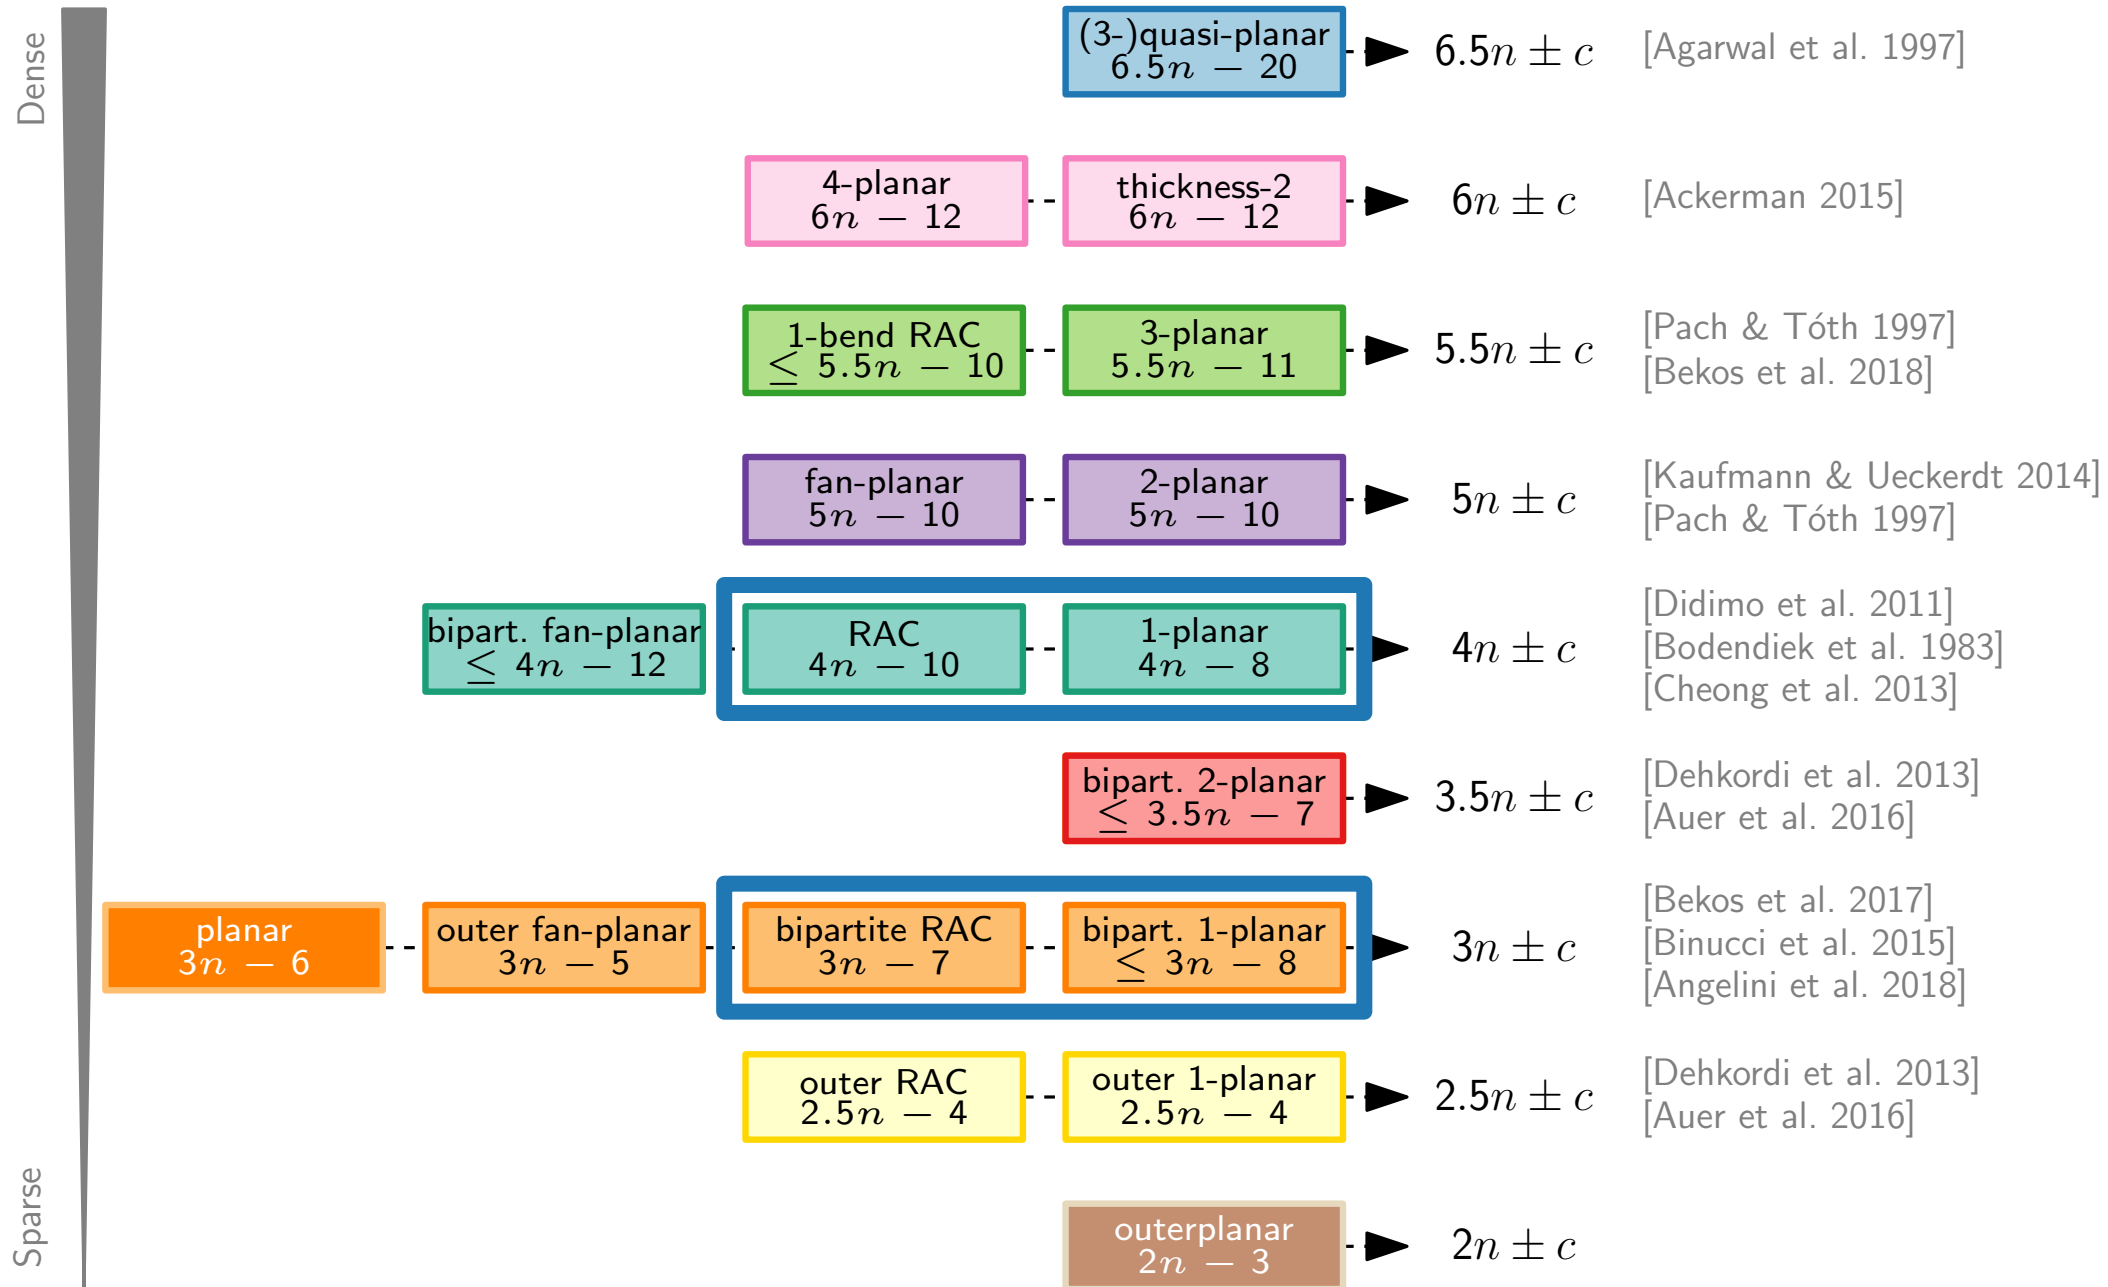 Dense
(3-)quasi-planar
6.5n − 20
6.5n ± c
[Agarwal et al. 1997]
4-planar
6n − 12
thickness-2
6n − 12
6n ± c
[Ackerman 2015]
1-bend RAC
≤ 5.5n − 10
3-planar
5.5n − 11
5.5n ± c
[Pach & Tóth 1997]
[Bekos et al. 2018]
fan-planar
5n − 10
2-planar
5n − 10
5n ± c
[Kaufmann & Ueckerdt 2014]
[Pach & Tóth 1997]
bipart. fan-planar
≤ 4n − 12
RAC
4n − 10
1-planar
4n − 8
4n ± c
[Didimo et al. 2011]
[Bodendiek et al. 1983]
[Cheong et al. 2013]
bipart. 2-planar
≤ 3.5n − 7
3.5n ± c
[Dehkordi et al. 2013]
[Auer et al. 2016]
planar
3n − 6
outer fan-planar
3n − 5
bipartite RAC
3n − 7
bipart. 1-planar
≤ 3n − 8
3n ± c
[Bekos et al. 2017]
[Binucci et al. 2015]
[Angelini et al. 2018]
outer RAC
2.5n − 4
outer 1-planar
2.5n − 4
2.5n ± c
[Dehkordi et al. 2013]
[Auer et al. 2016]
Sparse
outerplanar
2n − 3
2n ± c